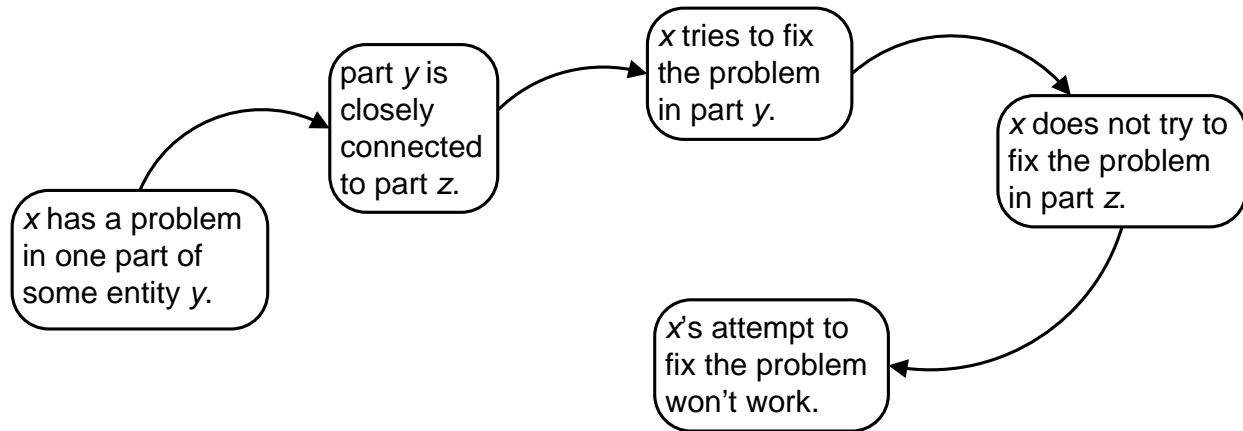 x has a problem
in one part of
some entity y.
part y is
closely
connected
to part z.
x tries to fix
the problem
in part y.
x does not try to
fix the problem
in part z.
x's attempt to
fix the problem
won't work.